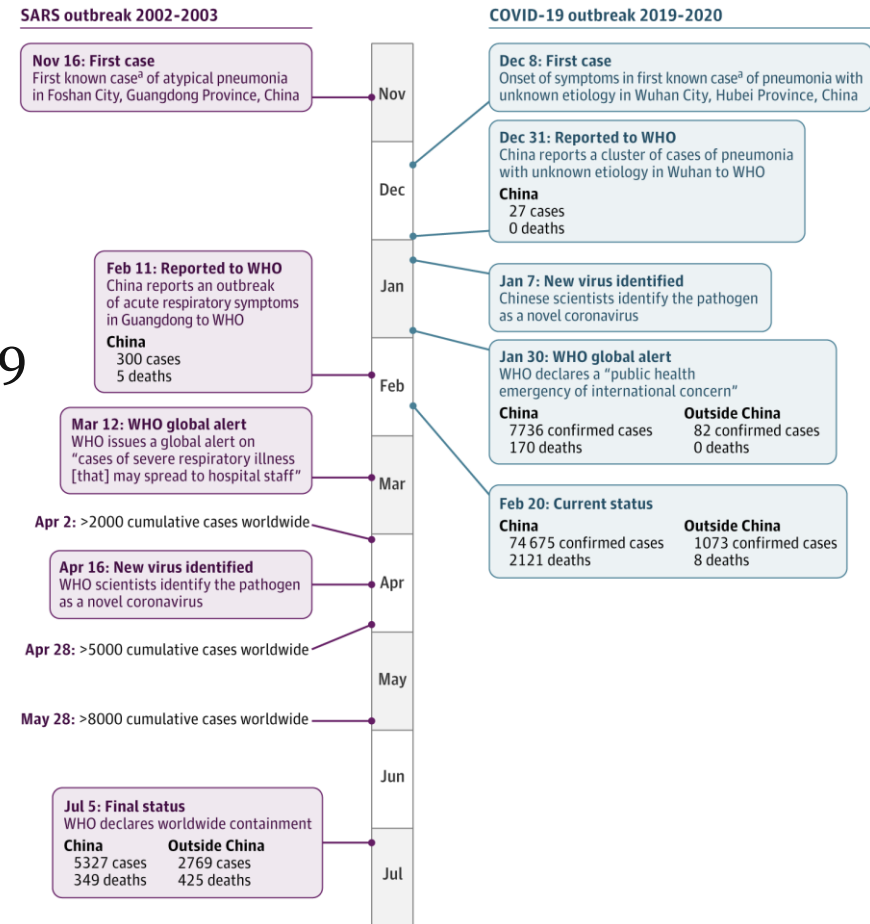 SARS outbreak 2002-2003
Nov 16: First case
First known caseᵃ of atypical pneumonia
in Foshan City, Guangdong Province, China
Feb 11: Reported to WHO
China reports an outbreak
of acute respiratory symptoms
in Guangdong to WHO
China
300 cases
5 deaths
9
Mar 12: WHO global alert
WHO issues a global alert on
“cases of severe respiratory illness
[that] may spread to hospital staff”
Apr 2: >2000 cumulative cases worldwide
Apr 16: New virus identified
WHO scientists identify the pathogen
as a novel coronavirus
Apr 28: >5000 cumulative cases worldwide
May 28: >8000 cumulative cases worldwide
Jul 5: Final status
WHO declares worldwide containment
China Outside China
5327 cases 2769 cases
349 deaths 425 deaths
Nov
Dec
Jan
Feb
Mar
Apr
May
Jun
Jul
COVID-19 outbreak 2019-2020
Dec 8: First case
Onset of symptoms in first known caseᵃ of pneumonia with
unknown etiology in Wuhan City, Hubei Province, China
Dec 31: Reported to WHO
China reports a cluster of cases of pneumonia
with unknown etiology in Wuhan to WHO
China
27 cases
0 deaths
Jan 7: New virus identified
Chinese scientists identify the pathogen
as a novel coronavirus
Jan 30: WHO global alert
WHO declares a “public health
emergency of international concern”
China Outside China
7736 confirmed cases 82 confirmed cases
170 deaths 0 deaths
Feb 20: Current status
China Outside China
74 675 confirmed cases 1073 confirmed cases
2121 deaths 8 deaths